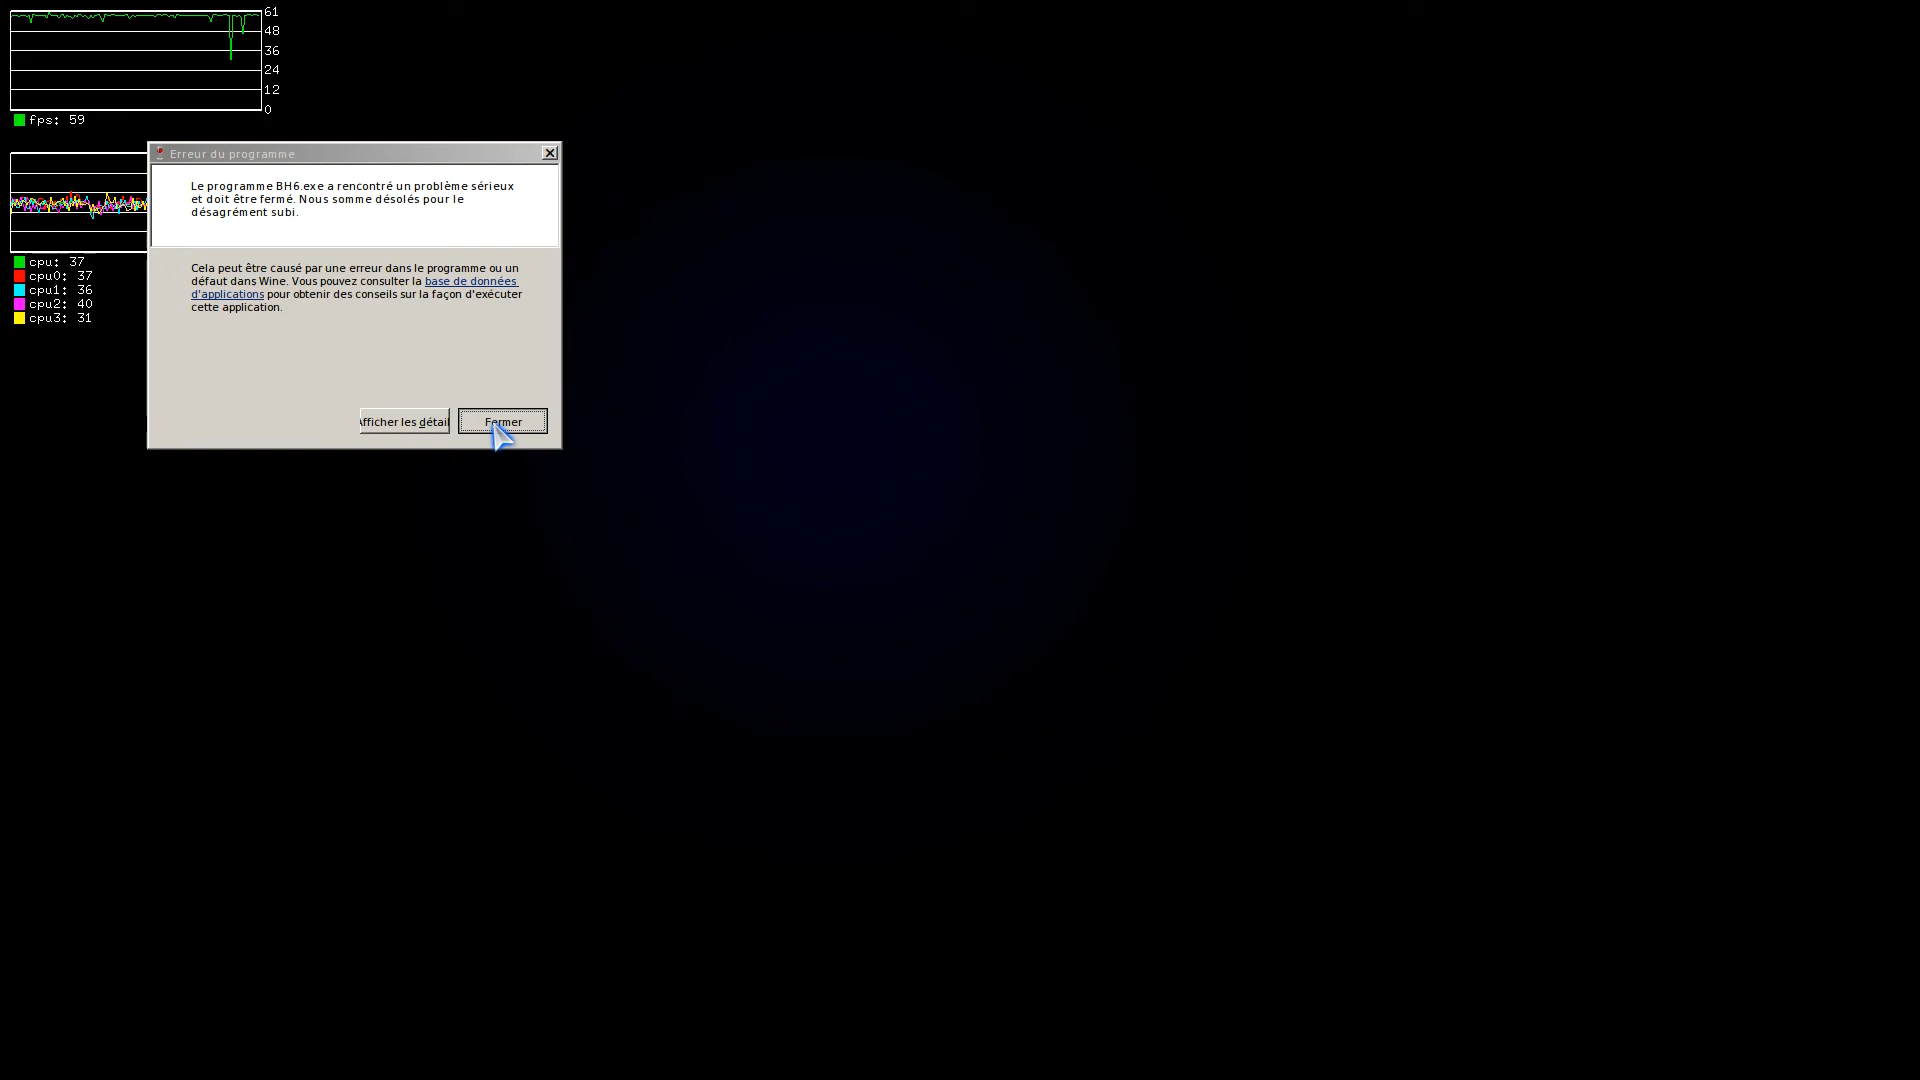 61
48
36
24
12
0
fps: 59
Erreur du programme
Le programme BH6.exe a rencontré un problème sérieux
et doit être fermé. Nous somme désolés pour le
désagrément subi.
cpu: 37
cpu0: 37
cpu1: 36
cpu2: 40
cpu3: 31
Cela peut être causé par une erreur dans le programme ou un
défaut dans Wine. Vous pouvez consulter la base de données
d'applications pour obtenir des conseils sur la façon d'exécuter
cette application.
Afficher les détail
Fermer